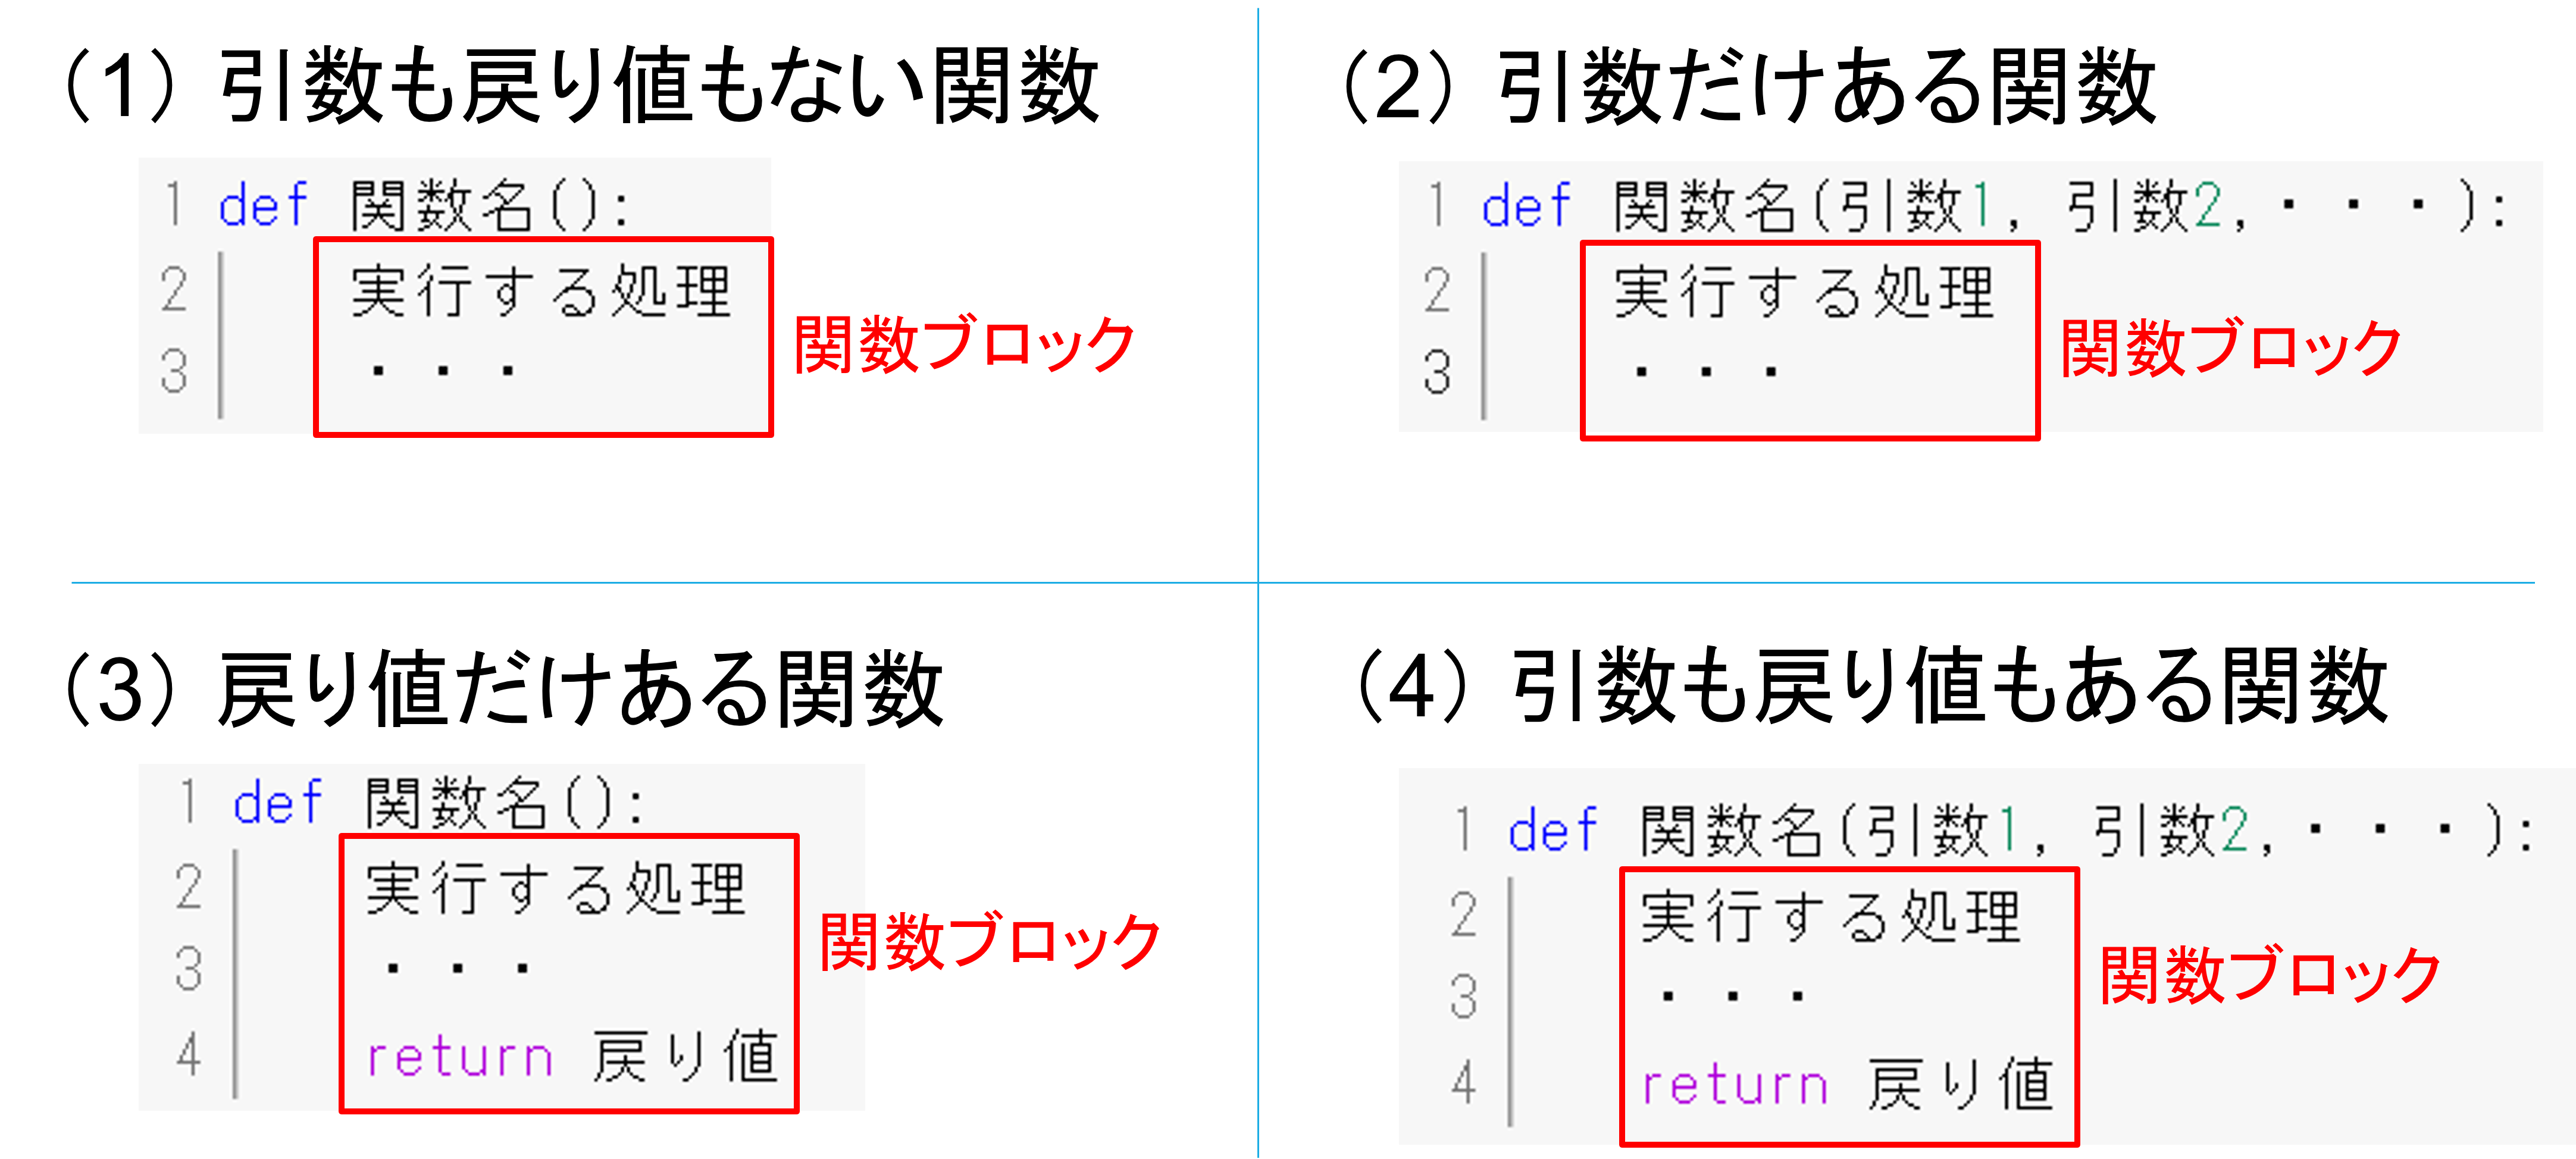 （1）引数も戻り値もない関数
1 def 関数名():
2 実行する処理
3 ・・・
関数ブロック
（2）引数だけある関数
1 def 関数名(引数1, 引数2,・・・):
2 実行する処理
3 ・・・
関数ブロック
（3）戻り値だけある関数
1 def 関数名():
2 実行する処理
3 ・・・
4 return 戻り値
関数ブロック
（4）引数も戻り値もある関数
1 def 関数名(引数1, 引数2,・・・):
2 実行する処理
3 ・・・
4 return 戻り値
関数ブロック